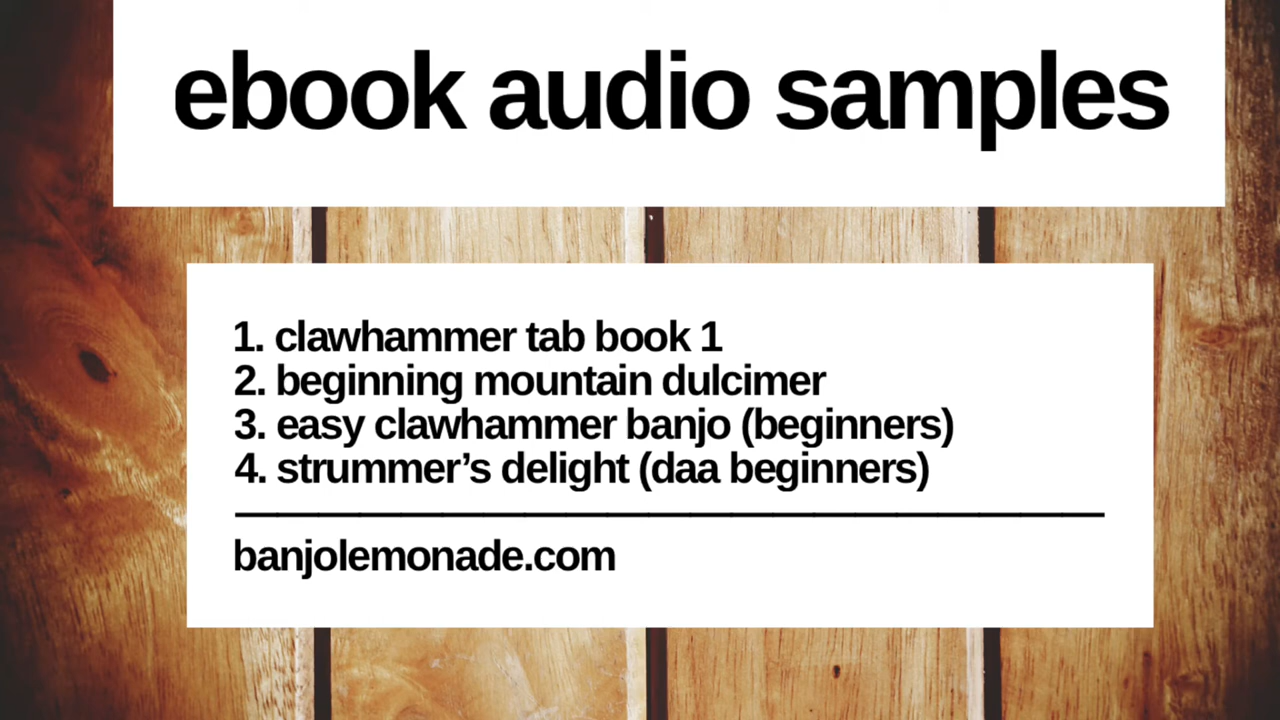 ebook audio samples
1. clawhammer tab book 1
2. beginning mountain dulcimer
3. easy clawhammer banjo (beginners)
4. strummer’s delight (daa beginners)
banjolemonade.com